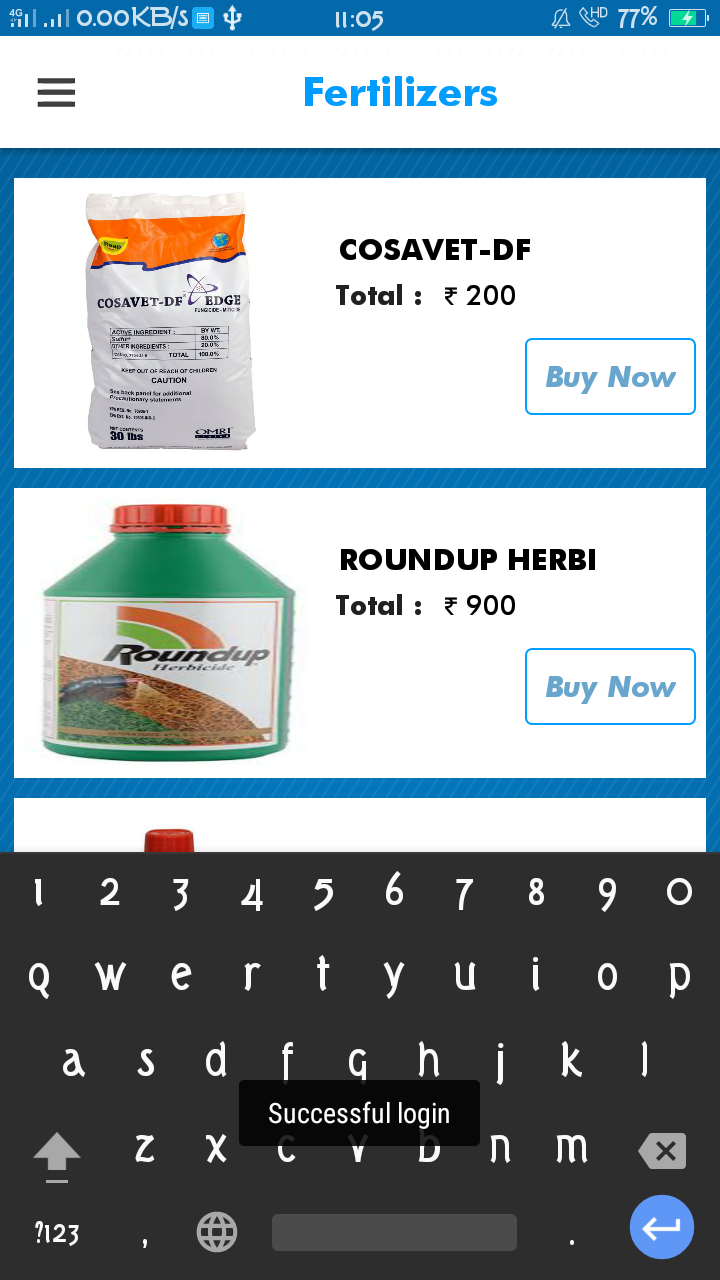 4G 0.00KB/s 11:05 HD 77%
Fertilizers
COSAVET-DF EDGE
FUNGICIDE - MITICIDE
ACTIVE INGREDIENT : BY WT.
Sulfur* 80.0%
OTHER INGREDIENTS : 20.0%
TOTAL 100.0%
KEEP OUT OF REACH OF CHILDREN
CAUTION
See back panel for additional
Precautionary statements
NET CONTENTS
30 lbs
OMRI
LISTED
COSAVET-DF
Total : ₹ 200
Buy Now
Roundup
Herbicide
ROUNDUP HERBI
Total : ₹ 900
Buy Now
1 2 3 4 5 6 7 8 9 0
q w e r t y u i o p
a s d f g h j k l
Successful login
z x c v b n m
?123 , .